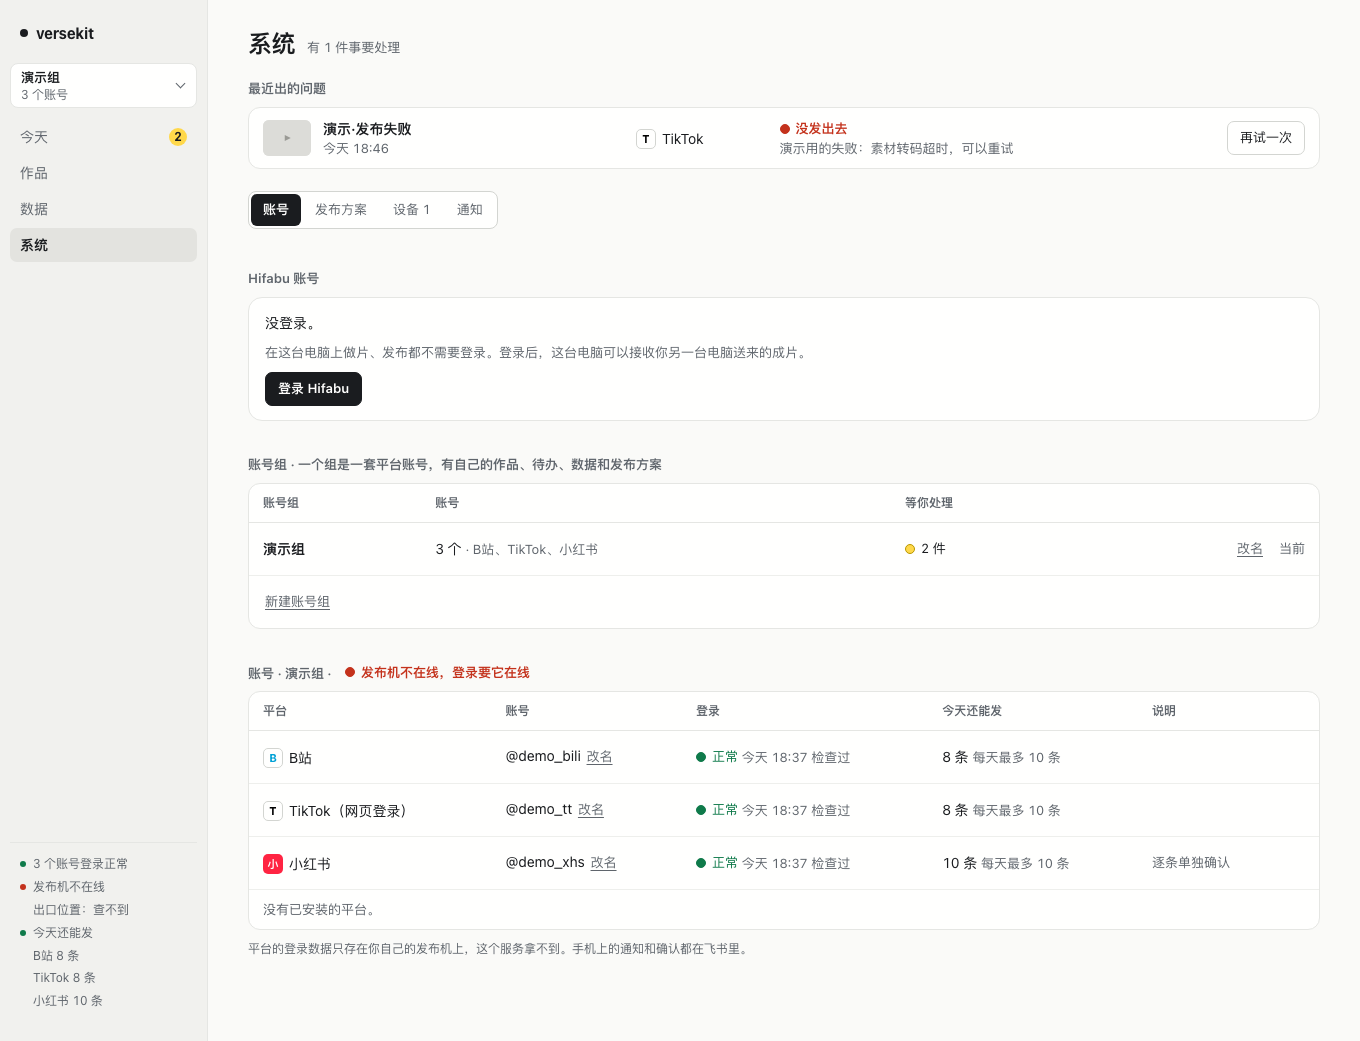 versekit
演示组
3 个账号
今天 2
作品
数据
系统
3 个账号登录正常
发布机不在线
出口位置：查不到
今天还能发
B站 8 条
TikTok 8 条
小红书 10 条
系统 有 1 件事要处理
最近出的问题
演示·发布失败
今天 18:46
T TikTok
没发出去
演示用的失败：素材转码超时，可以重试
再试一次
账号 发布方案 设备 1 通知
Hifabu 账号
没登录。
在这台电脑上做片、发布都不需要登录。登录后，这台电脑可以接收你另一台电脑送来的成片。
登录 Hifabu
账号组 · 一个组是一套平台账号，有自己的作品、待办、数据和发布方案
账号组 账号 等你处理
演示组 3 个 · B站、TikTok、小红书 2 件 改名 当前
新建账号组
账号 · 演示组 · 发布机不在线，登录要它在线
平台 账号 登录 今天还能发 说明
B B站 @demo_bili 改名 正常 今天 18:37 检查过 8 条 每天最多 10 条
T TikTok（网页登录） @demo_tt 改名 正常 今天 18:37 检查过 8 条 每天最多 10 条
小 小红书 @demo_xhs 改名 正常 今天 18:37 检查过 10 条 每天最多 10 条 逐条单独确认
没有已安装的平台。
平台的登录数据只存在你自己的发布机上，这个服务拿不到。手机上的通知和确认都在飞书里。